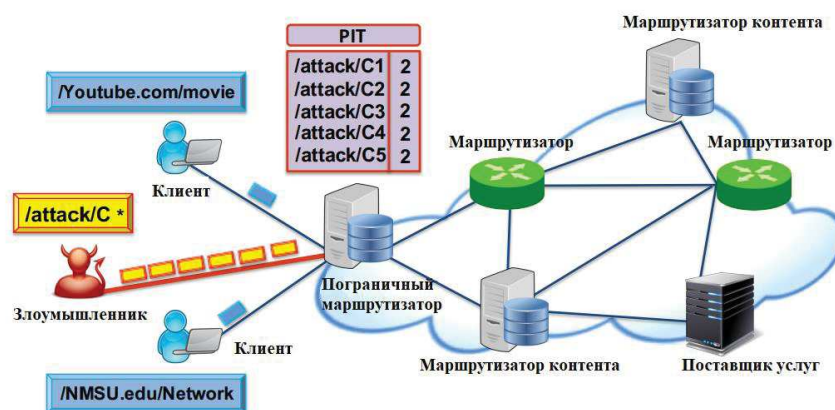 PIT
/attack/C1 2
/attack/C2 2
/attack/C3 2
/attack/C4 2
/attack/C5 2
Маршрутизатор контента
/Youtube.com/movie
Клиент
Маршрутизатор
Маршрутизатор
/attack/C *
Злоумышленник
Пограничный
маршрутизатор
Клиент
Маршрутизатор контента
Поставщик услуг
/NMSU.edu/Network